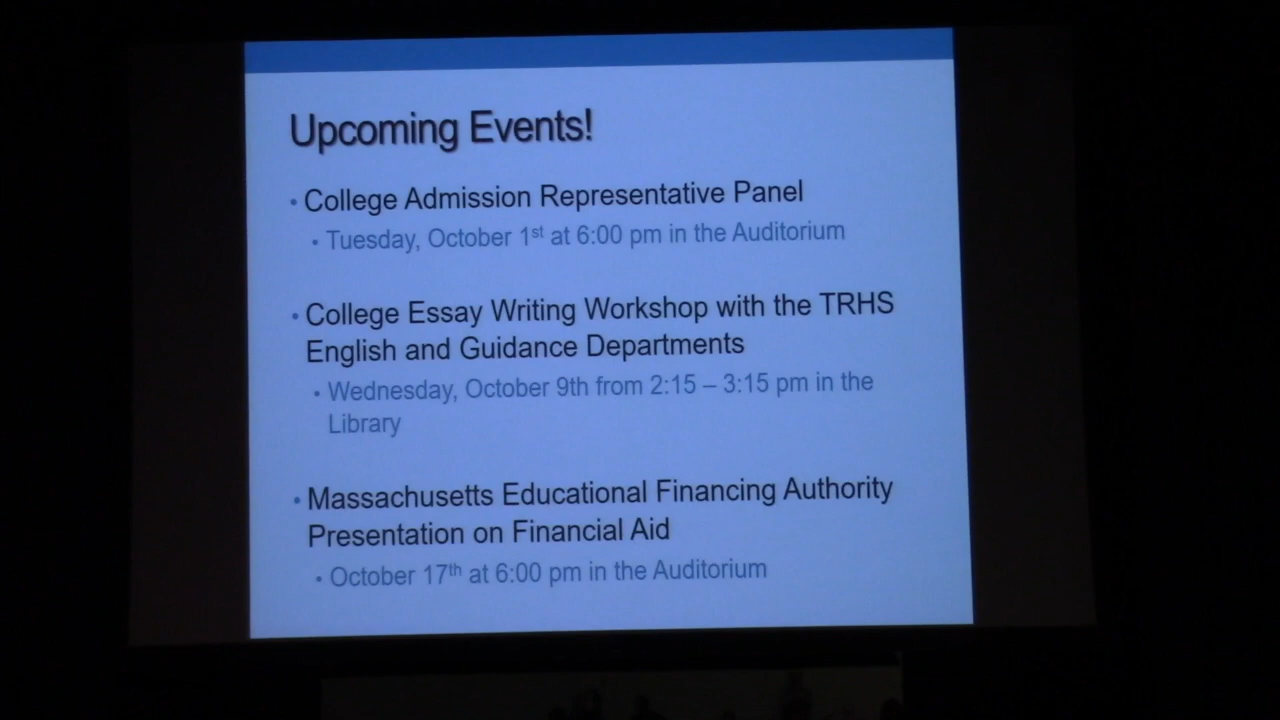 Upcoming Events!
• College Admission Representative Panel
• Tuesday, October 1st at 6:00 pm in the Auditorium
• College Essay Writing Workshop with the TRHS
English and Guidance Departments
• Wednesday, October 9th from 2:15 – 3:15 pm in the
Library
• Massachusetts Educational Financing Authority
Presentation on Financial Aid
• October 17th at 6:00 pm in the Auditorium